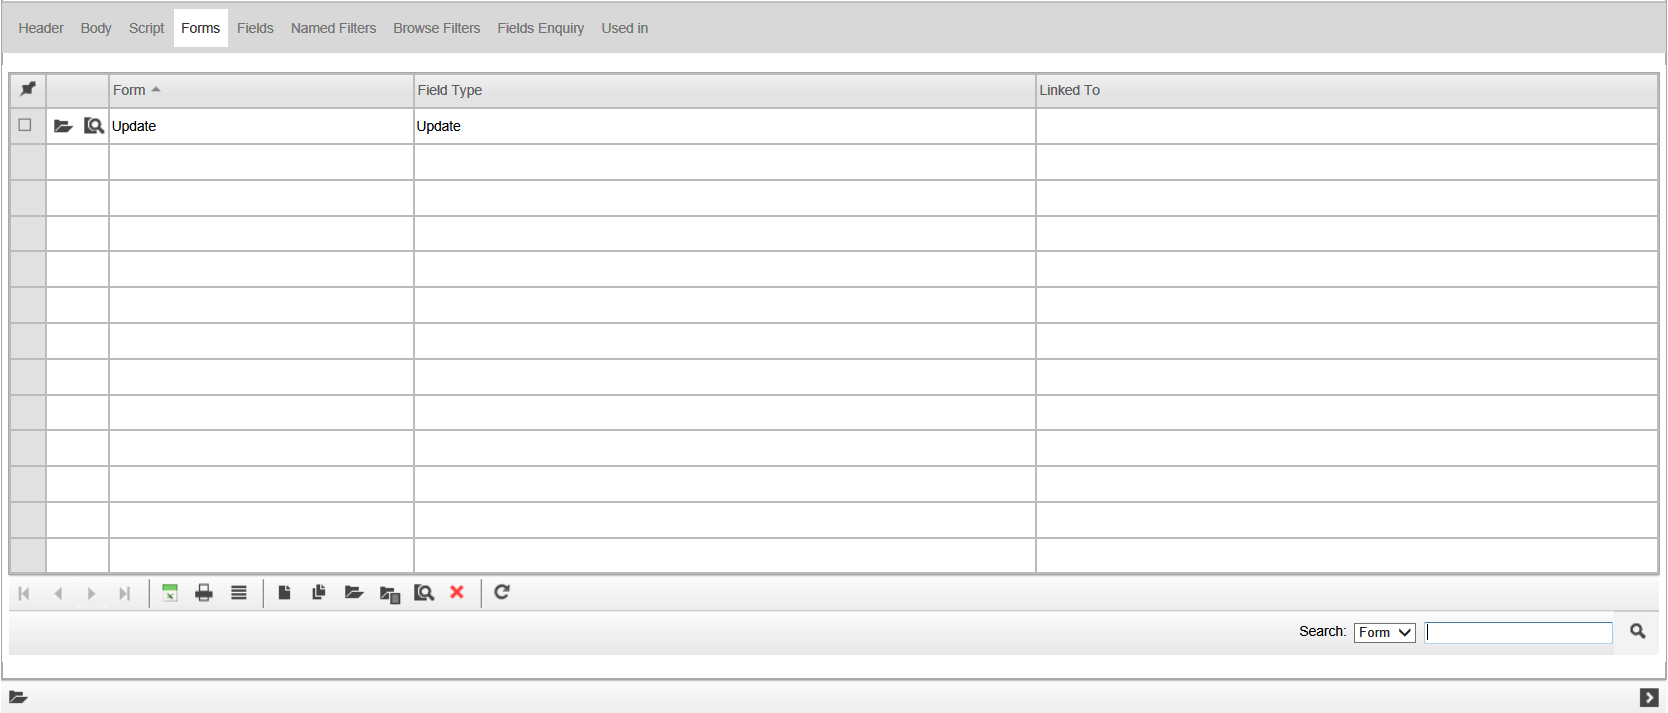 Header Body Script Forms Fields Named Filters Browse Filters Fields Enquiry Used in
Form Field Type Linked To
Update Update
Search: Form